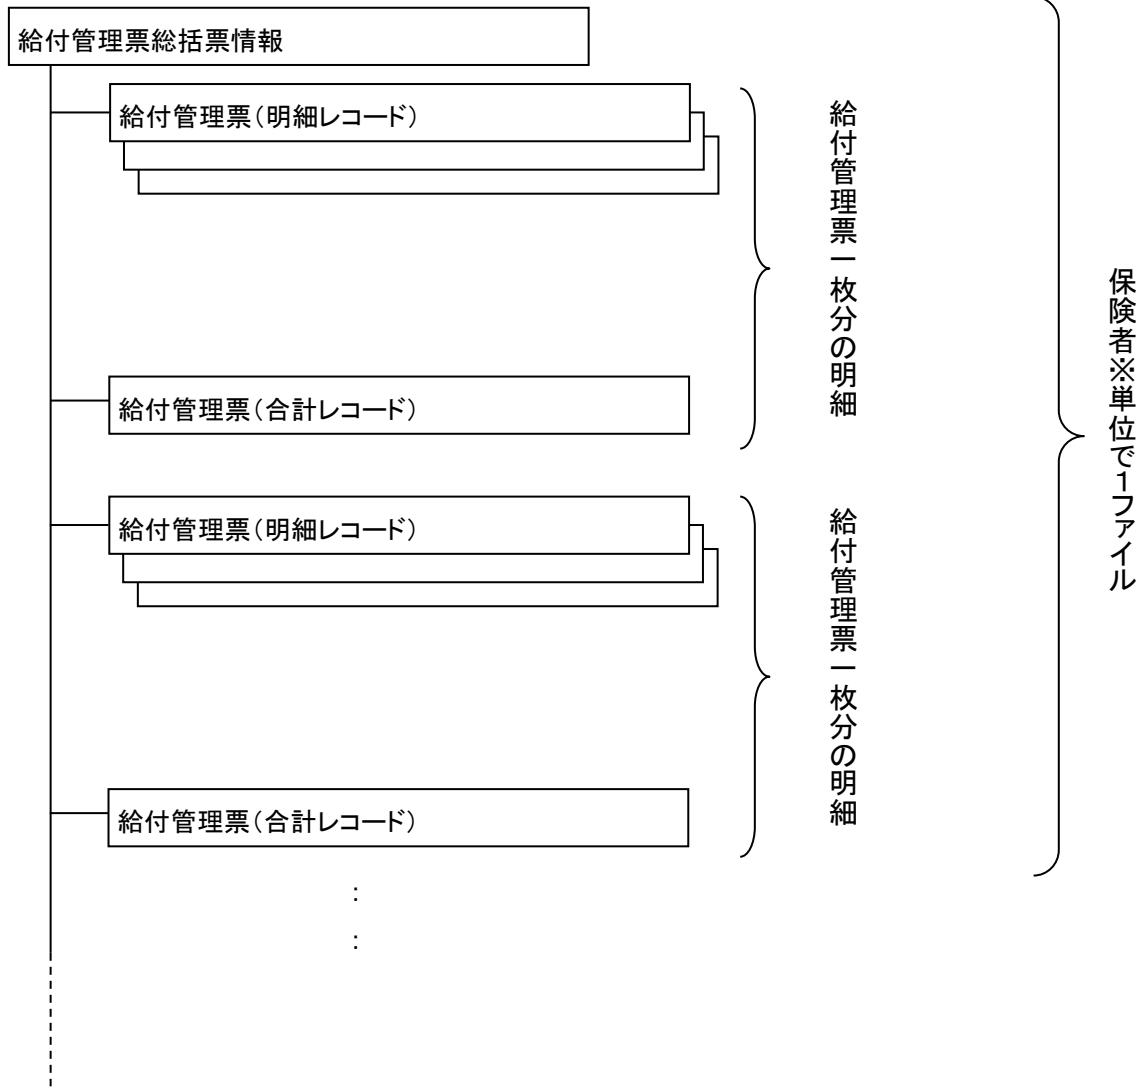 給付管理票総括票情報
給付管理票（明細レコード）
給付管理票一枚分の明細
給付管理票（合計レコード）
給付管理票（明細レコード）
給付管理票一枚分の明細
給付管理票（合計レコード）
：
：
保険者※単位で１ファイル